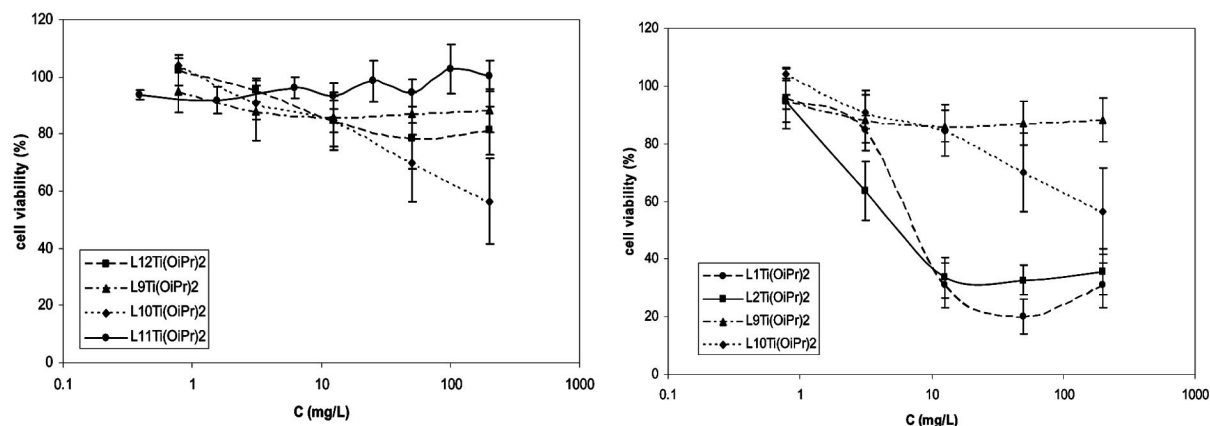 120
100
80
60
40
20
0
cell viability (%)
L12Ti(OiPr)2
L9Ti(OiPr)2
L10Ti(OiPr)2
L11Ti(OiPr)2
0.1 1 10 100 1000
C (mg/L)
120
100
80
60
40
20
0
cell viability (%)
L1Ti(OiPr)2
L2Ti(OiPr)2
L9Ti(OiPr)2
L10Ti(OiPr)2
0.1 1 10 100 1000
C (mg/L)